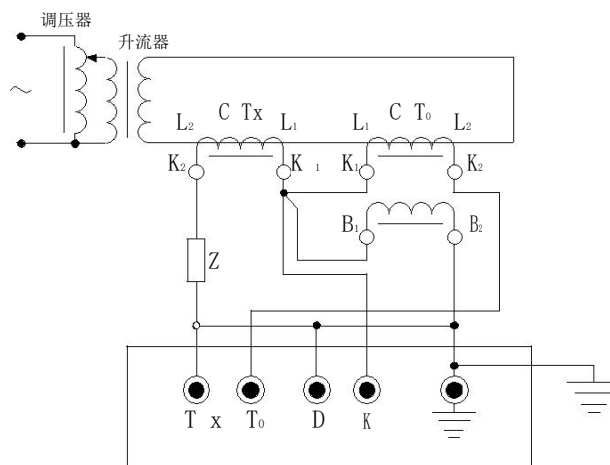 调压器
升流器
～
L₂ C Tx L₁ L₁ C T₀ L₂
K₂ K ₁ K₁ K₂
B₁ B₂
Z
T x T₀ D K